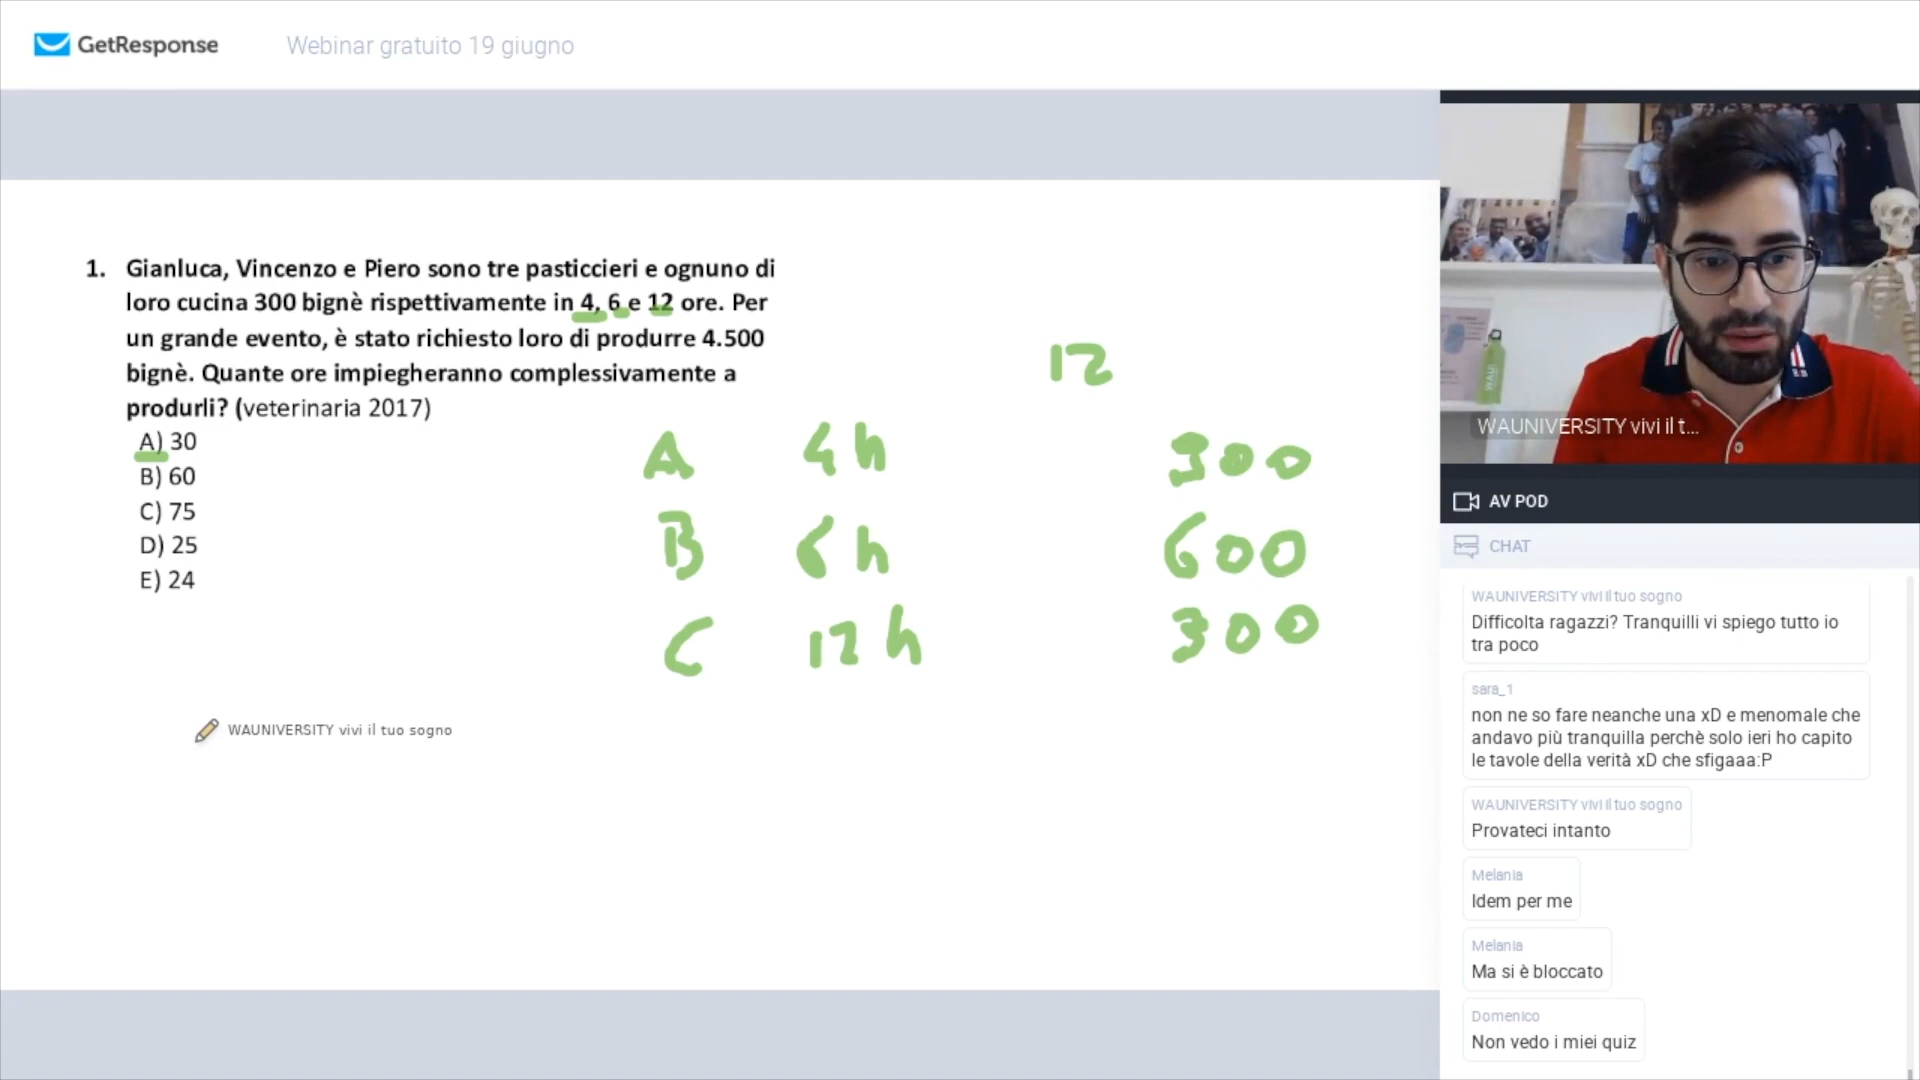 GetResponse
Webinar gratuito 19 giugno
1. Gianluca, Vincenzo e Piero sono tre pasticcieri e ognuno di
loro cucina 300 bignè rispettivamente in 4, 6 e 12 ore. Per
un grande evento, è stato richiesto loro di produrre 4.500
bignè. Quante ore impiegheranno complessivamente a
produrli? (veterinaria 2017)
A) 30
B) 60
C) 75
D) 25
E) 24
12
A 4h 300
B 6h 600
C 12h 300
WAUNIVERSITY vivi il tuo sogno
WAU!
WAUNIVERSITY vivi il t...
AV POD
CHAT
WAUNIVERSITY vivi il tuo sogno
Difficolta ragazzi? Tranquilli vi spiego tutto io
tra poco
sara_1
non ne so fare neanche una xD e menomale che
andavo più tranquilla perchè solo ieri ho capito
le tavole della verità xD che sfigaaa:P
WAUNIVERSITY vivi il tuo sogno
Provateci intanto
Melania
Idem per me
Melania
Ma si è bloccato
Domenico
Non vedo i miei quiz